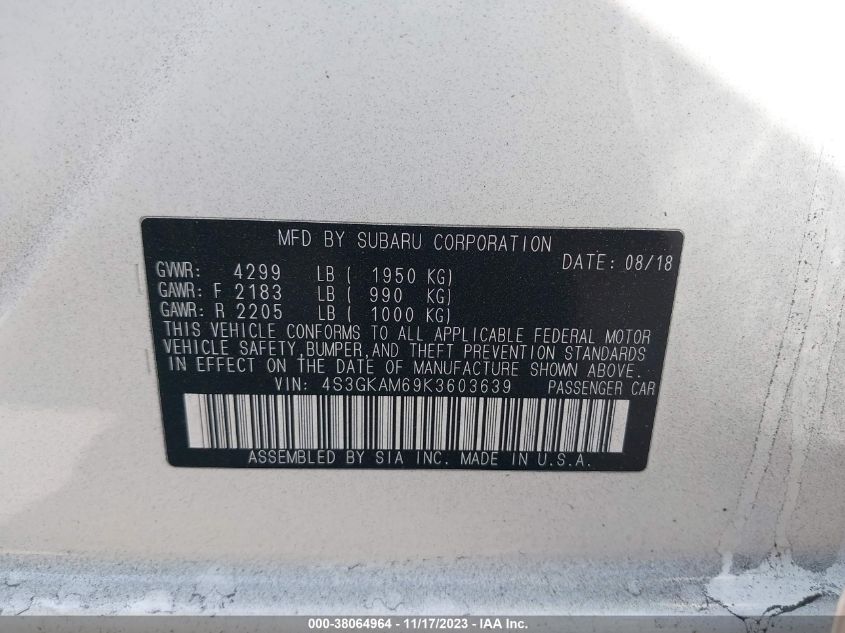 MFD BY SUBARU CORPORATION
DATE: 08/18
GVWR: 4299 LB ( 1950 KG)
GAWR: F 2183 LB ( 990 KG)
GAWR: R 2205 LB ( 1000 KG)
THIS VEHICLE CONFORMS TO ALL APPLICABLE FEDERAL MOTOR
VEHICLE SAFETY,BUMPER,AND THEFT PREVENTION STANDARDS
IN EFFECT ON THE DATE OF MANUFACTURE SHOWN ABOVE.
VIN: 4S3GKAM69K3603639 PASSENGER CAR
ASSEMBLED BY SIA INC. MADE IN U.S.A.
000-38064964 - 11/17/2023 - IAA Inc.